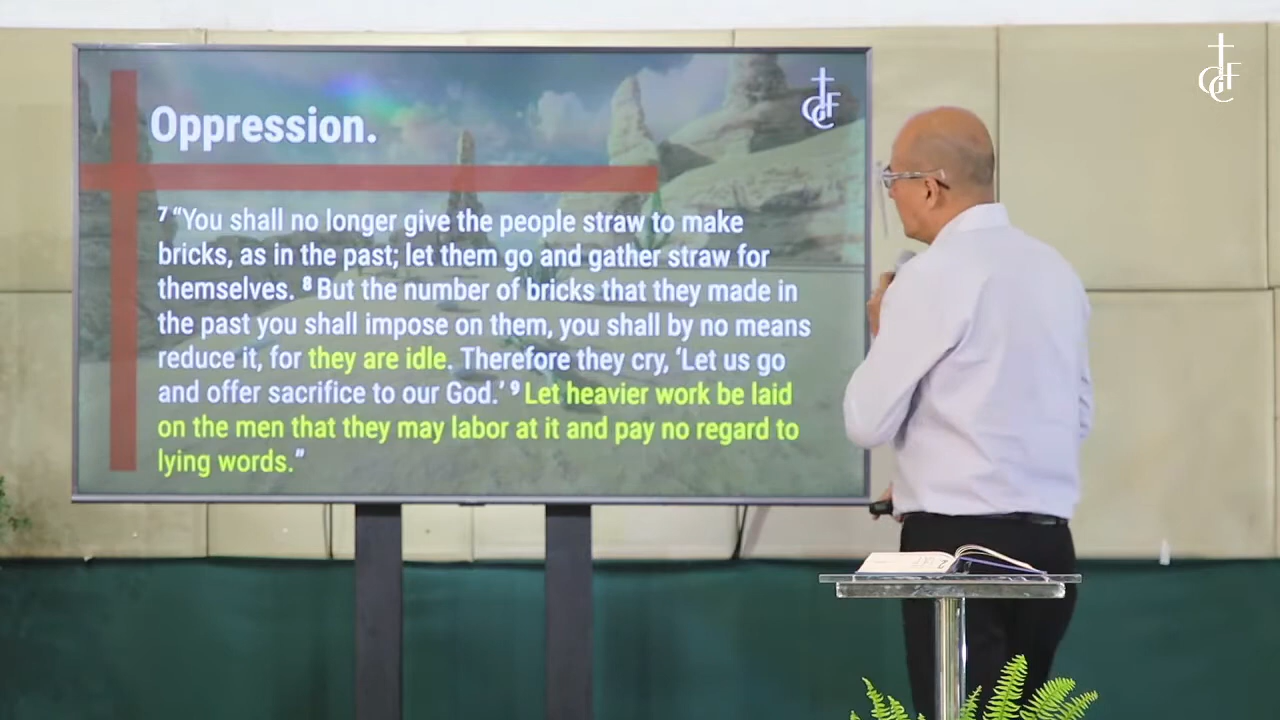 Oppression.
7 “You shall no longer give the people straw to make
bricks, as in the past; let them go and gather straw for
themselves. 8 But the number of bricks that they made in
the past you shall impose on them, you shall by no means
reduce it, for they are idle. Therefore they cry, ‘Let us go
and offer sacrifice to our God.’ 9 Let heavier work be laid
on the men that they may labor at it and pay no regard to
lying words.”
GCF
GCF